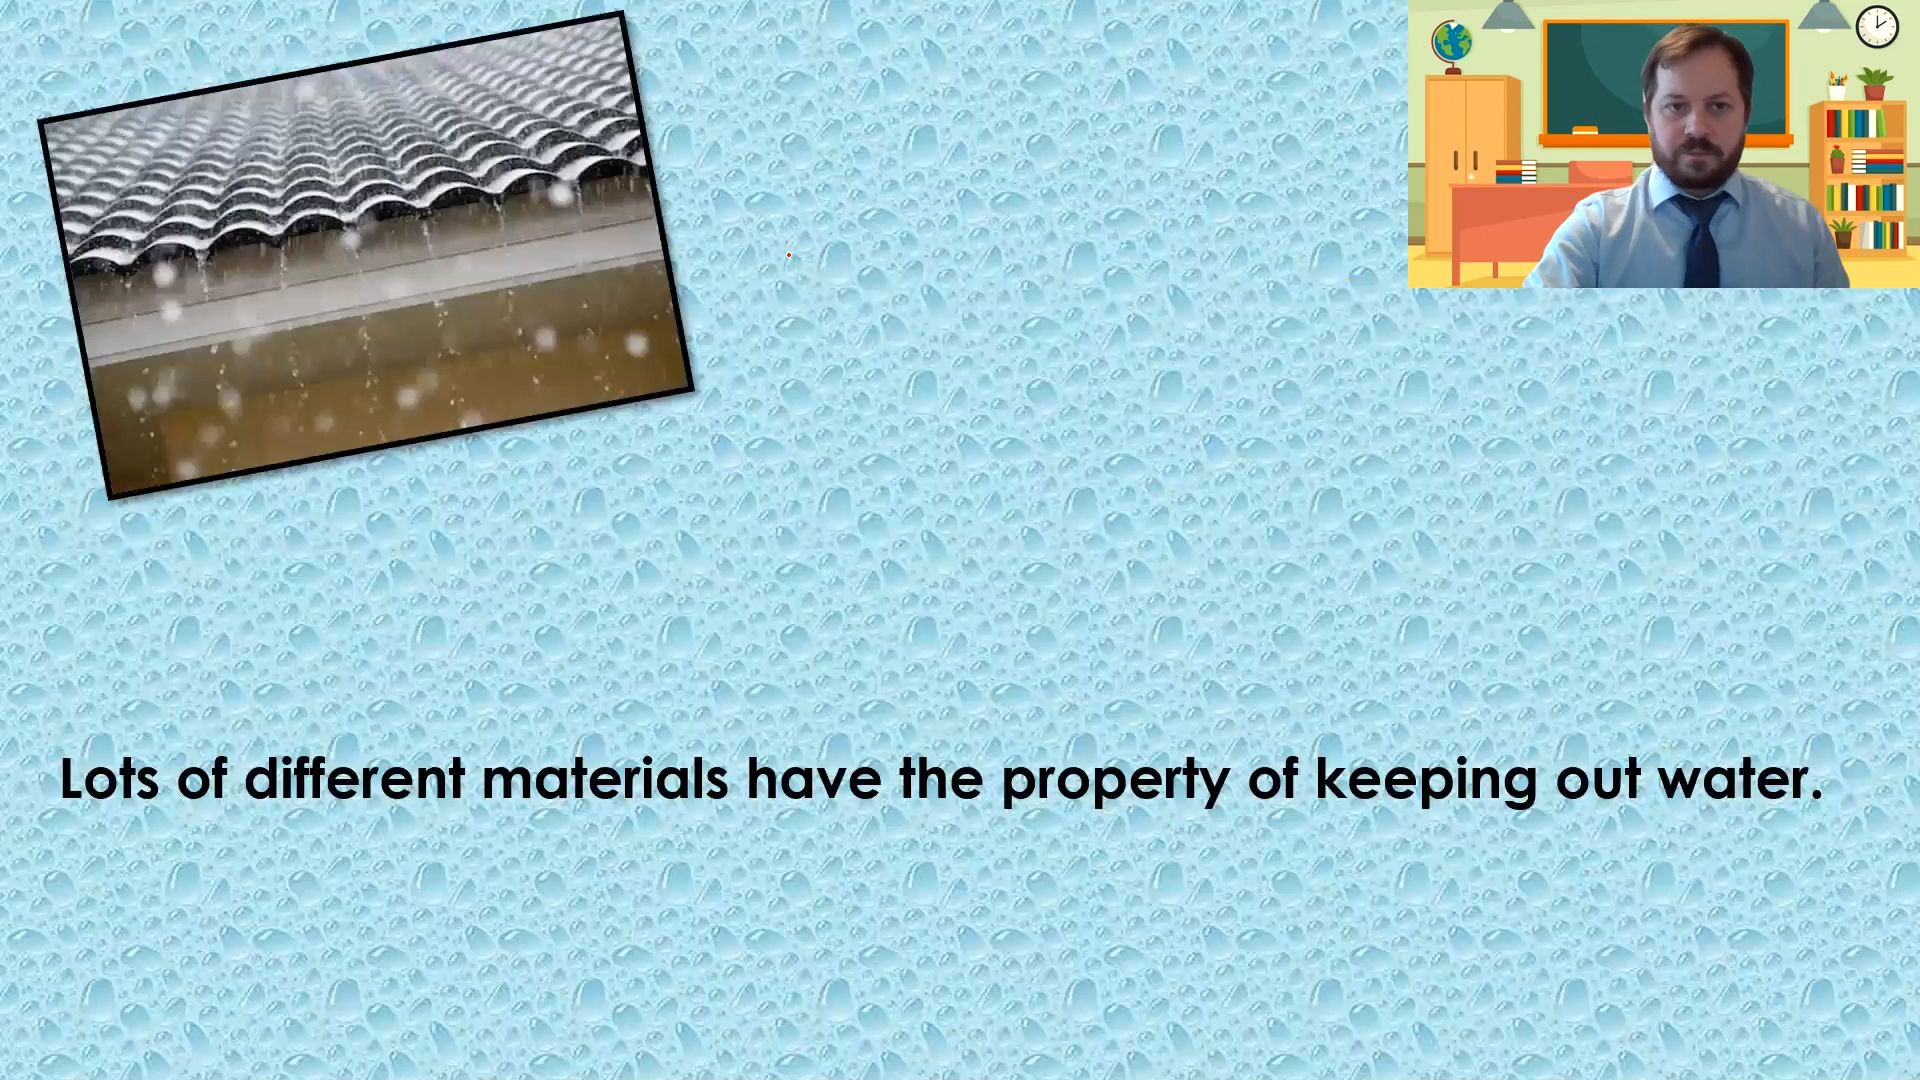 Lots of different materials have the property of keeping out water.